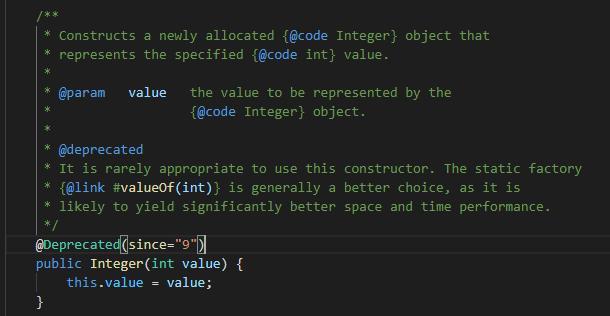 /**
* Constructs a newly allocated {@code Integer} object that
* represents the specified {@code int} value.
*
* @param   value   the value to be represented by the
*                  {@code Integer} object.
*
* @deprecated
* It is rarely appropriate to use this constructor. The static factory
* {@link #valueOf(int)} is generally a better choice, as it is
* likely to yield significantly better space and time performance.
*/
@Deprecated(since="9")
public Integer(int value) {
    this.value = value;
}